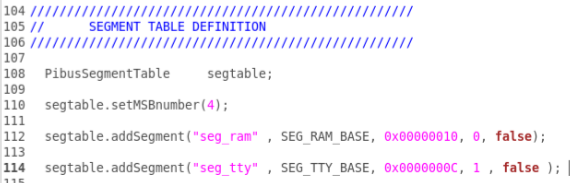 104 ////////////////////////////////////////////////////
105 //      SEGMENT TABLE DEFINITION
106 ////////////////////////////////////////////////////
107
108   PibusSegmentTable     segtable;
109
110   segtable.setMSBnumber(4);
111
112   segtable.addSegment("seg_ram" , SEG_RAM_BASE, 0x00000010, 0, false);
113
114   segtable.addSegment("seg_tty" , SEG_TTY_BASE, 0x0000000C, 1 , false );
115